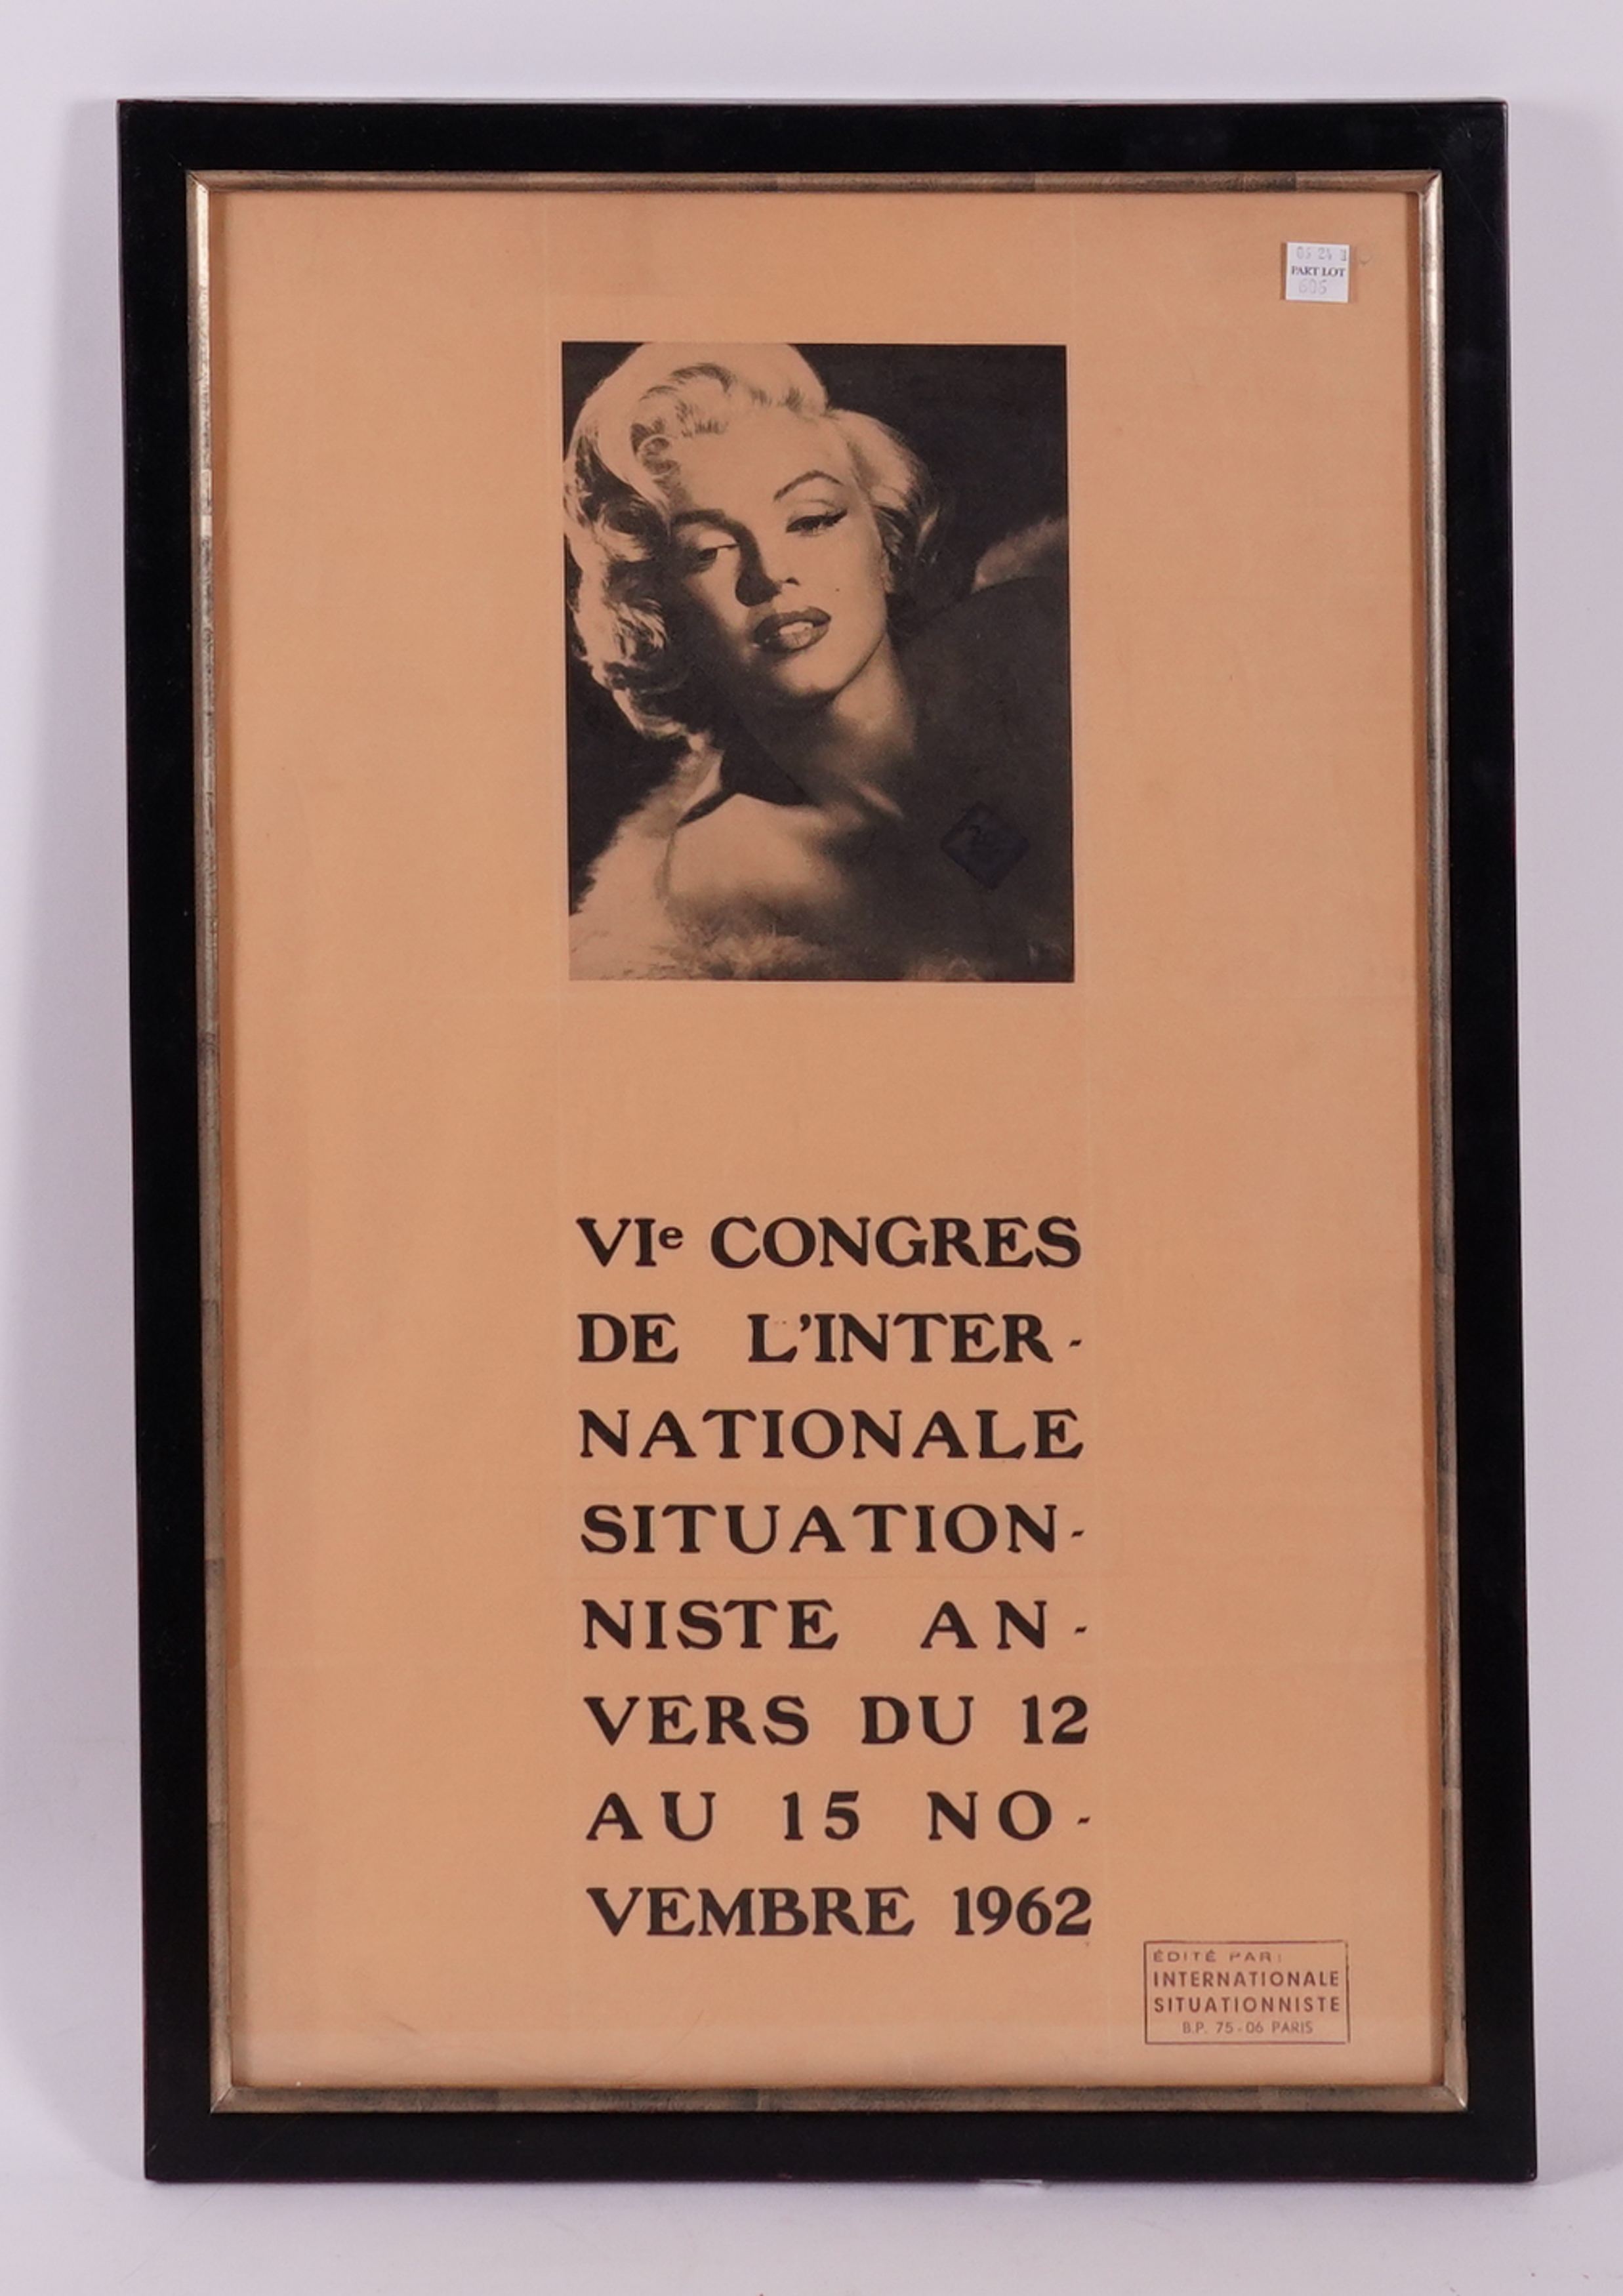 PART LOT
VIe CONGRES
DE L'INTER-
NATIONALE
SITUATION-
NISTE AN-
VERS DU 12
AU 15 NO-
VEMBRE 1962
ÉDITÉ PAR:
INTERNATIONALE
SITUATIONNISTE
B.P. 75-06 PARIS